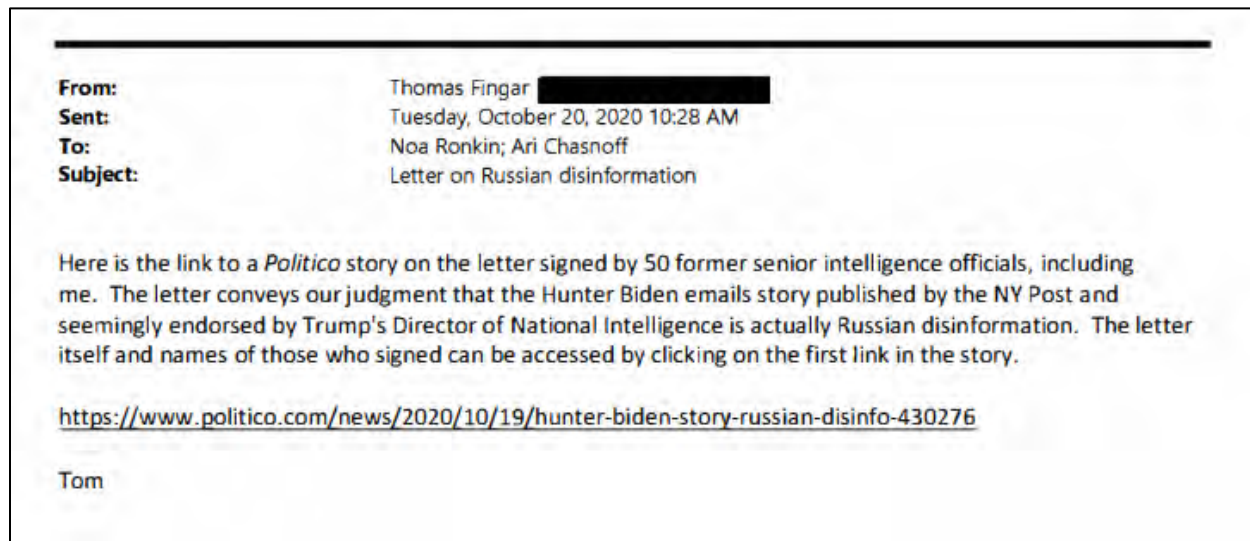 From: Thomas Fingar
Sent: Tuesday, October 20, 2020 10:28 AM
To: Noa Ronkin; Ari Chasnoff
Subject: Letter on Russian disinformation
Here is the link to a Politico story on the letter signed by 50 former senior intelligence officials, including
me.  The letter conveys our judgment that the Hunter Biden emails story published by the NY Post and
seemingly endorsed by Trump's Director of National Intelligence is actually Russian disinformation.  The letter
itself and names of those who signed can be accessed by clicking on the first link in the story.
https://www.politico.com/news/2020/10/19/hunter-biden-story-russian-disinfo-430276
Tom